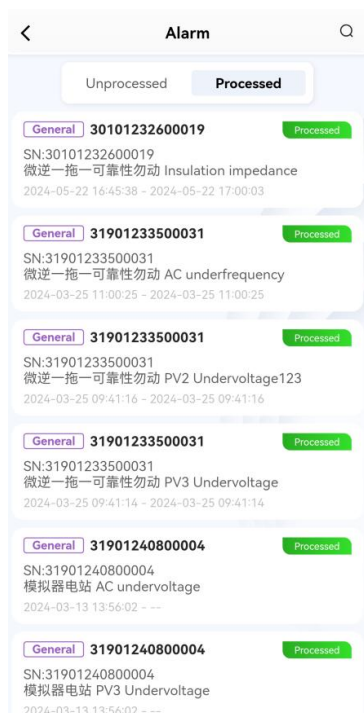 Alarm
Unprocessed Processed
General 30101232600019 Processed
SN:30101232600019
微逆一拖一可靠性勿动 Insulation impedance
2024-05-22 16:45:38 - 2024-05-22 17:00:03
General 31901233500031 Processed
SN:31901233500031
微逆一拖一可靠性勿动 AC underfrequency
2024-03-25 11:00:25 - 2024-03-25 11:00:25
General 31901233500031 Processed
SN:31901233500031
微逆一拖一可靠性勿动 PV2 Undervoltage123
2024-03-25 09:41:16 - 2024-03-25 09:41:16
General 31901233500031 Processed
SN:31901233500031
微逆一拖一可靠性勿动 PV3 Undervoltage
2024-03-25 09:41:14 - 2024-03-25 09:41:14
General 31901240800004 Processed
SN:31901240800004
模拟器电站 AC undervoltage
2024-03-13 13:56:02 - --
General 31901240800004 Processed
SN:31901240800004
模拟器电站 PV3 Undervoltage
2024-03-13 13:56:02 - --